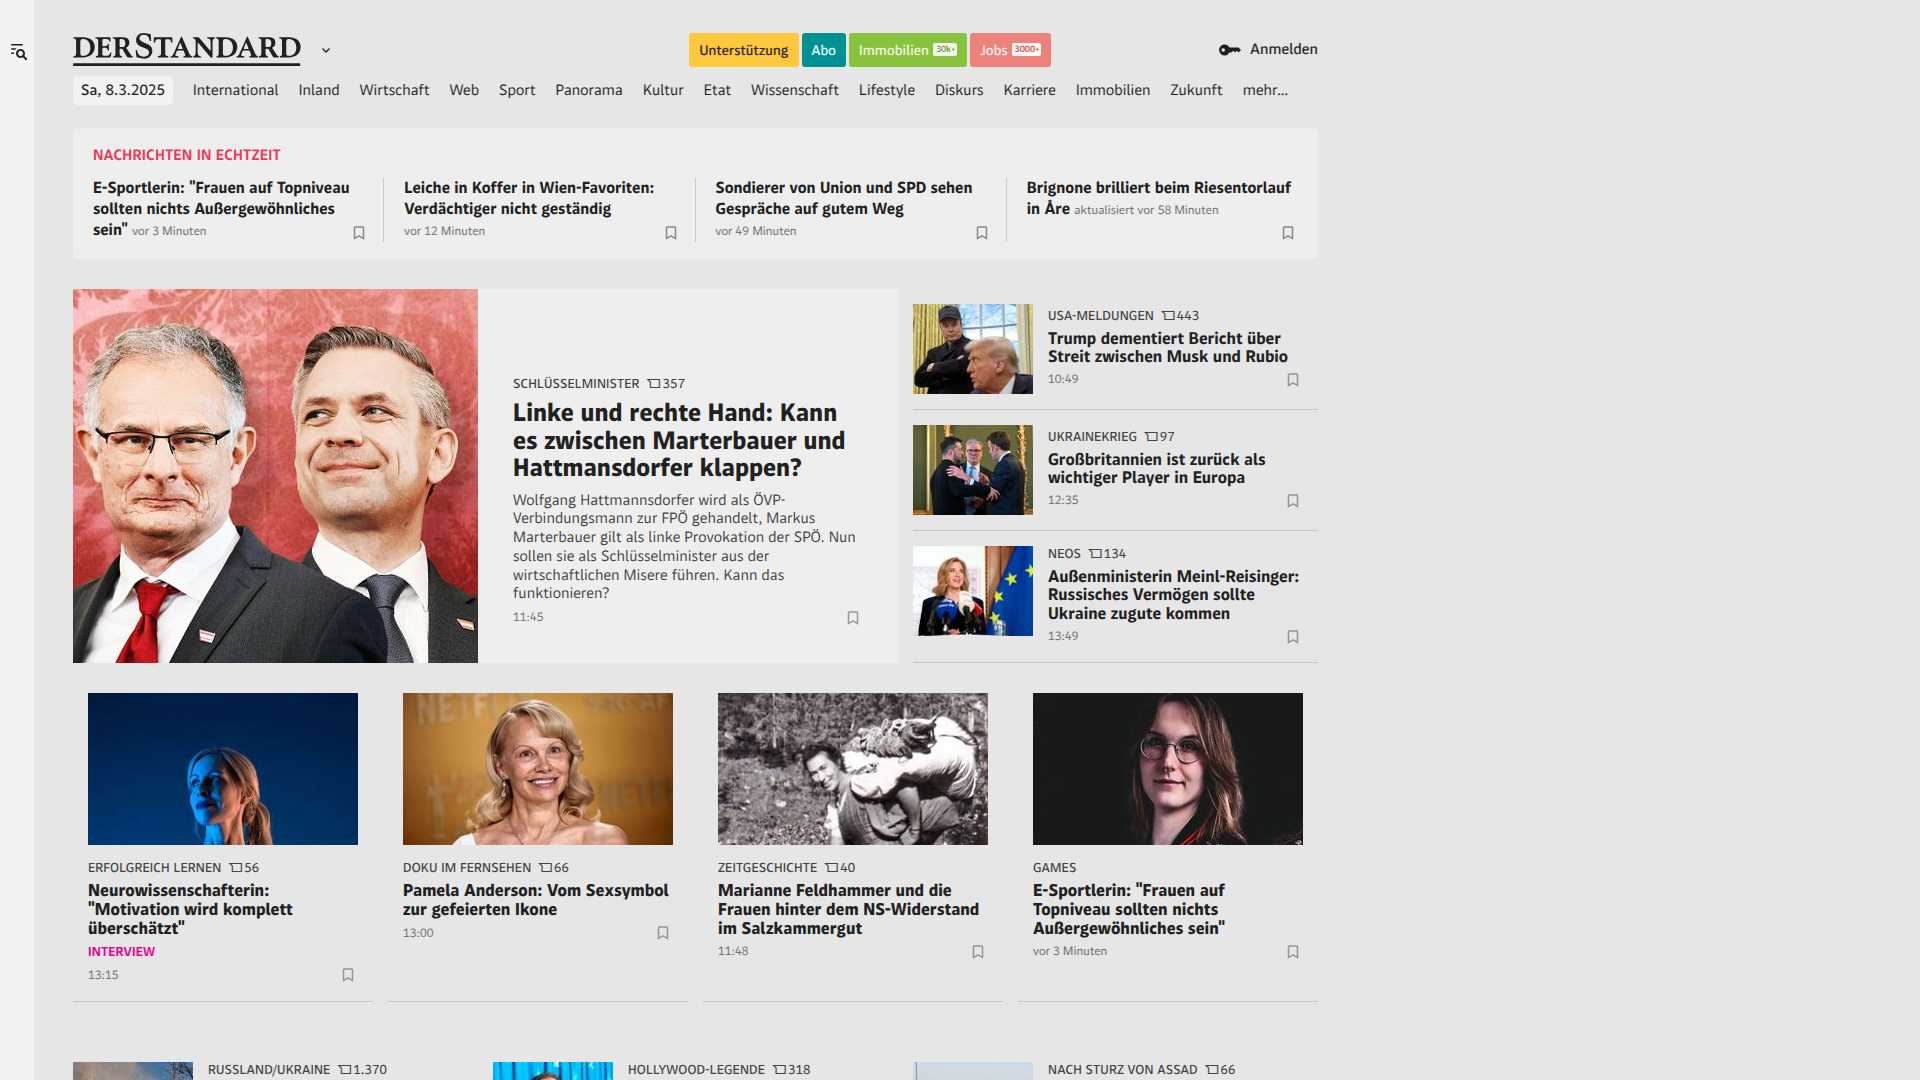 DERSTANDARD
Unterstützung
Abo
Immobilien 30k+
Jobs 3000+
Anmelden
Sa, 8.3.2025
International
Inland
Wirtschaft
Web
Sport
Panorama
Kultur
Etat
Wissenschaft
Lifestyle
Diskurs
Karriere
Immobilien
Zukunft
mehr...
NACHRICHTEN IN ECHTZEIT
E-Sportlerin: "Frauen auf Topniveau
sollten nichts Außergewöhnliches
sein" vor 3 Minuten
Leiche in Koffer in Wien-Favoriten:
Verdächtiger nicht geständig
vor 12 Minuten
Sondierer von Union und SPD sehen
Gespräche auf gutem Weg
vor 49 Minuten
Brignone brilliert beim Riesentorlauf
in Åre aktualisiert vor 58 Minuten
SCHLÜSSELMINISTER 357
Linke und rechte Hand: Kann
es zwischen Marterbauer und
Hattmansdorfer klappen?
Wolfgang Hattmannsdorfer wird als ÖVP-
Verbindungsmann zur FPÖ gehandelt, Markus
Marterbauer gilt als linke Provokation der SPÖ. Nun
sollen sie als Schlüsselminister aus der
wirtschaftlichen Misere führen. Kann das
funktionieren?
11:45
USA-MELDUNGEN 443
Trump dementiert Bericht über
Streit zwischen Musk und Rubio
10:49
UKRAINEKRIEG 97
Großbritannien ist zurück als
wichtiger Player in Europa
12:35
NEOS 134
Außenministerin Meinl-Reisinger:
Russisches Vermögen sollte
Ukraine zugute kommen
13:49
ERFOLGREICH LERNEN 56
Neurowissenschafterin:
"Motivation wird komplett
überschätzt"
INTERVIEW
13:15
NETFLIX
DOKU IM FERNSEHEN 66
Pamela Anderson: Vom Sexsymbol
zur gefeierten Ikone
13:00
ZEITGESCHICHTE 40
Marianne Feldhammer und die
Frauen hinter dem NS-Widerstand
im Salzkammergut
11:48
GAMES
E-Sportlerin: "Frauen auf
Topniveau sollten nichts
Außergewöhnliches sein"
vor 3 Minuten
RUSSLAND/UKRAINE 1.370
HOLLYWOOD-LEGENDE 318
NACH STURZ VON ASSAD 66